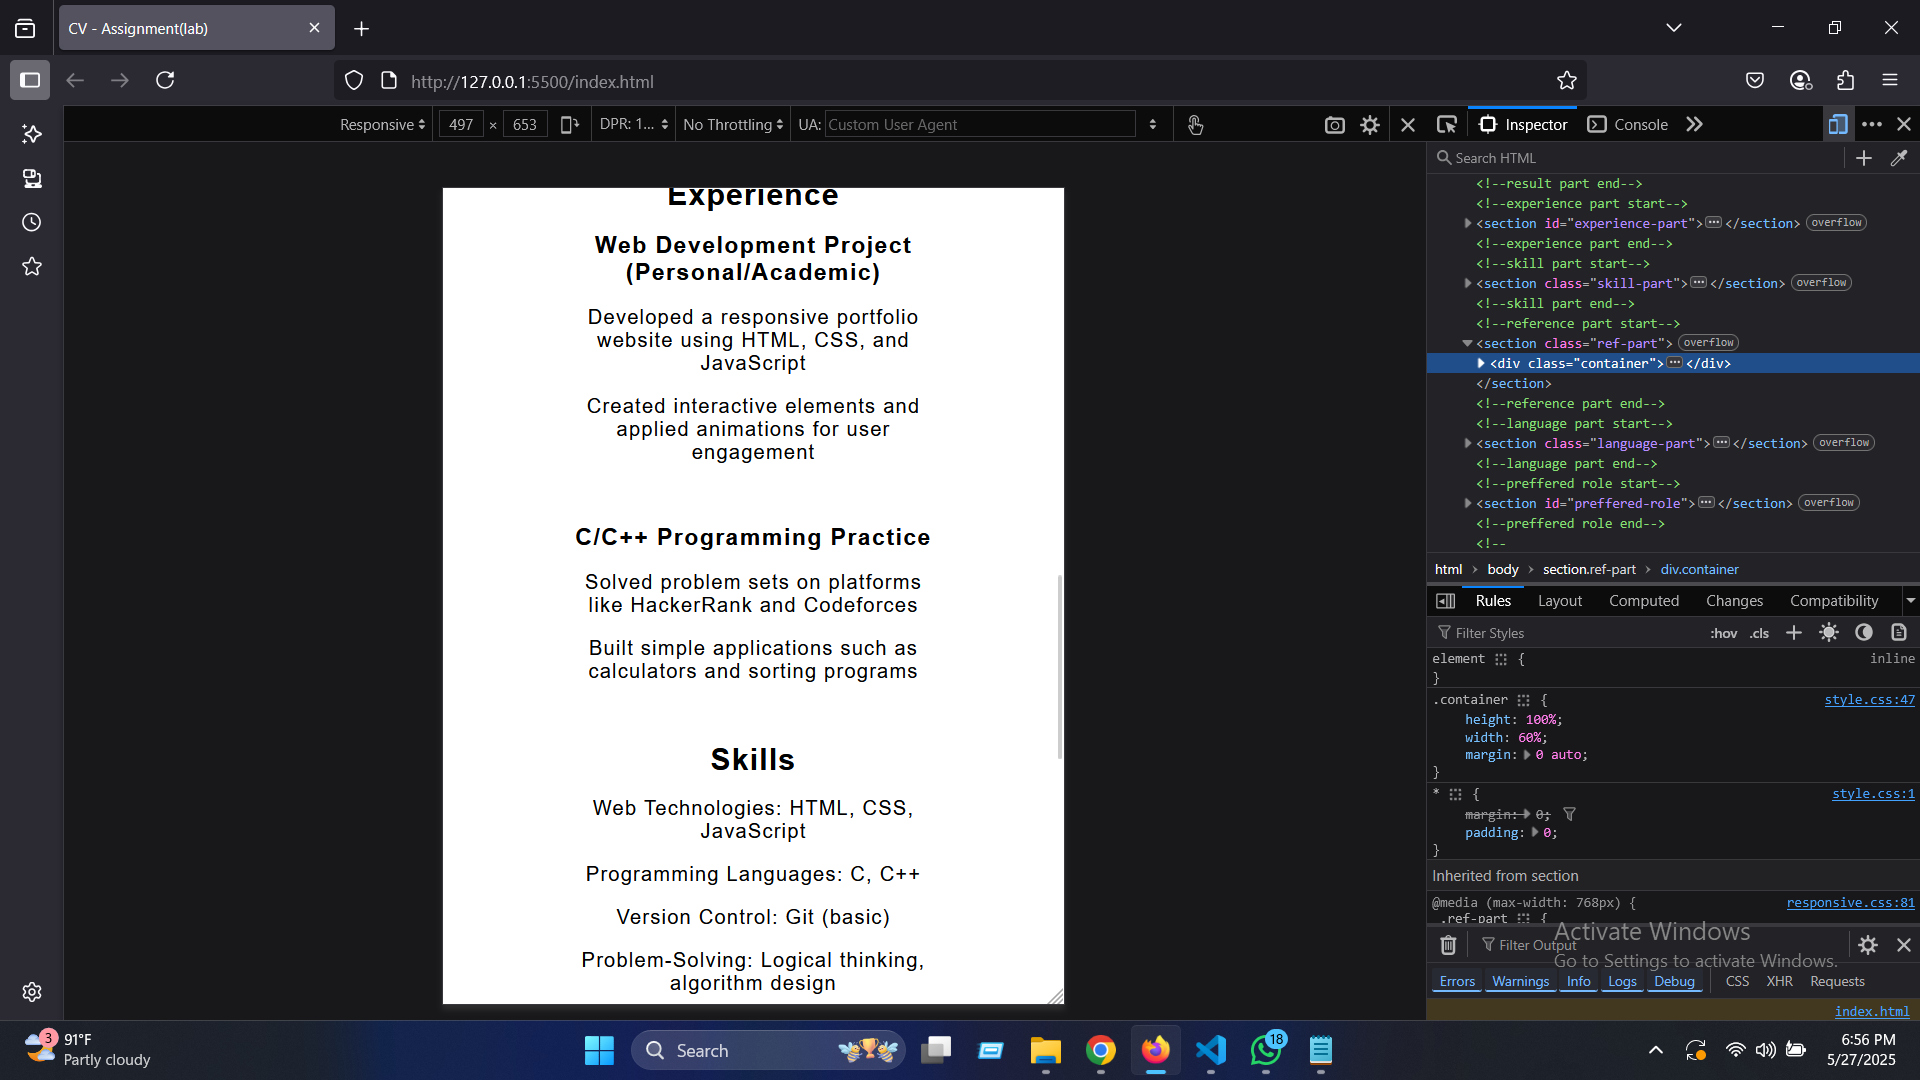 CV - Assignment(lab)
http://127.0.0.1:5500/index.html
Responsive 497 × 653 DPR: 1... No Throttling UA: Custom User Agent
Inspector Console
Search HTML
<!--result part end-->
<!--experience part start-->
<section id="experience-part"> </section> overflow
<!--experience part end-->
<!--skill part start-->
<section class="skill-part"> </section> overflow
<!--skill part end-->
<!--reference part start-->
<section class="ref-part"> overflow
<div class="container"> </div>
</section>
<!--reference part end-->
<!--language part start-->
<section class="language-part"> </section> overflow
<!--language part end-->
<!--preffered role start-->
<section id="preffered-role"> </section> overflow
<!--preffered role end-->
<!--
html > body > section.ref-part > div.container
Rules Layout Computed Changes Compatibility
Filter Styles :hov .cls
element { inline
}
.container { style.css:47
height: 100%;
width: 60%;
margin: 0 auto;
}
* { style.css:1
margin: 0;
padding: 0;
}
Inherited from section
@media (max-width: 768px) { responsive.css:81
.ref-part {
Filter Output
Errors Warnings Info Logs Debug CSS XHR Requests
index.html
Activate Windows
Go to Settings to activate Windows.
Experience
Web Development Project
(Personal/Academic)
Developed a responsive portfolio
website using HTML, CSS, and
JavaScript
Created interactive elements and
applied animations for user
engagement
C/C++ Programming Practice
Solved problem sets on platforms
like HackerRank and Codeforces
Built simple applications such as
calculators and sorting programs
Skills
Web Technologies: HTML, CSS,
JavaScript
Programming Languages: C, C++
Version Control: Git (basic)
Problem-Solving: Logical thinking,
algorithm design
3
91°F
Partly cloudy
Search
18
6:56 PM
5/27/2025